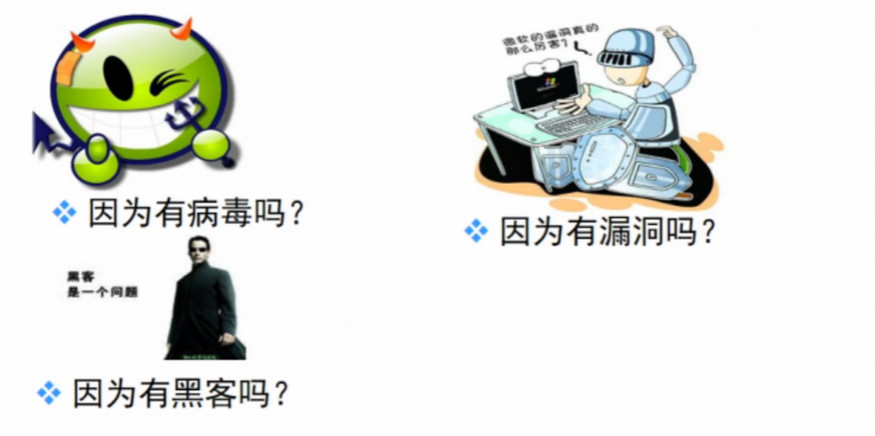 微软的漏洞真的
那么厉害?
因为有病毒吗?
因为有漏洞吗?
黑客
是一个问题
因为有黑客吗?